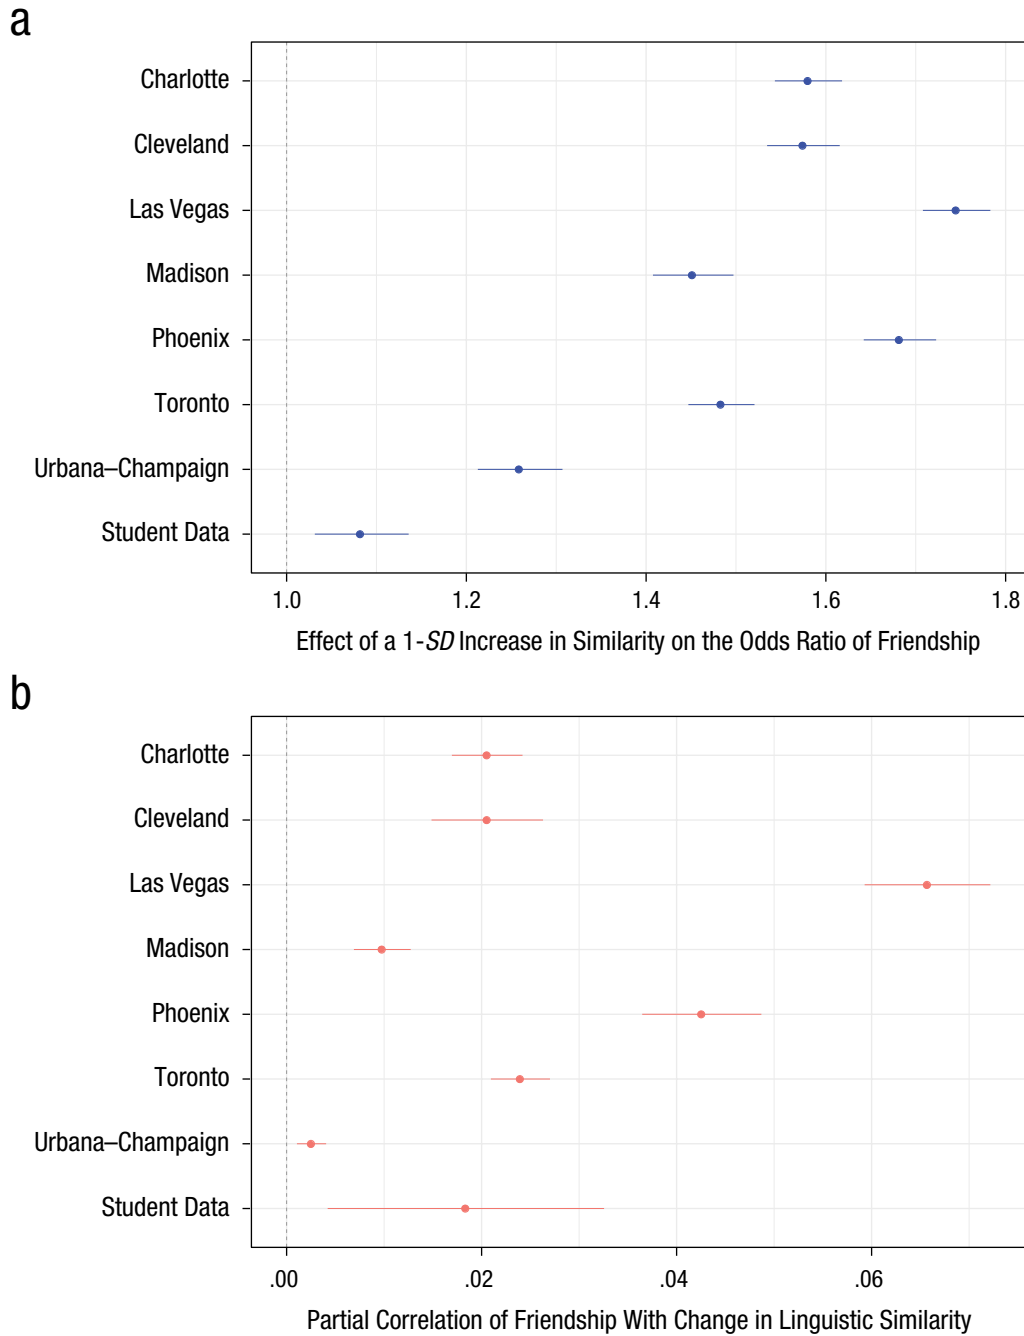 a
Charlotte
Cleveland
Las Vegas
Madison
Phoenix
Toronto
Urbana–Champaign
Student Data
1.0 1.2 1.4 1.6 1.8
Effect of a 1-SD Increase in Similarity on the Odds Ratio of Friendship
b
Charlotte
Cleveland
Las Vegas
Madison
Phoenix
Toronto
Urbana–Champaign
Student Data
.00 .02 .04 .06
Partial Correlation of Friendship With Change in Linguistic Similarity